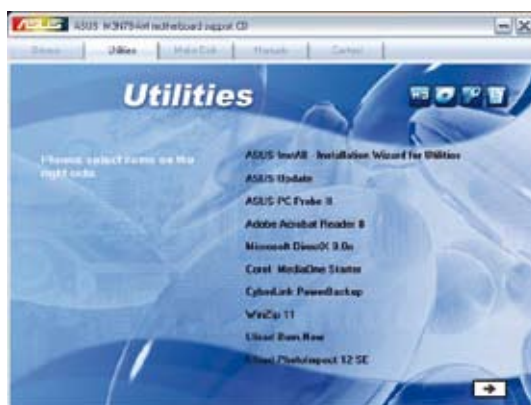 ASUS
motherboard support CD
Drivers
Utilities
Make Disk
Manuals
Contact
Utilities
Please select items on the
right side.
ASUS InstAll - Installation Wizard for Utilities
ASUS Update
ASUS PC Probe II
Adobe Acrobat Reader 8
Microsoft DirectX 9.0c
Corel MediaOne Starter
CyberLink PowerBackup
WinZip 11
Ulead Burn.Now
Ulead PhotoImpact 12 SE